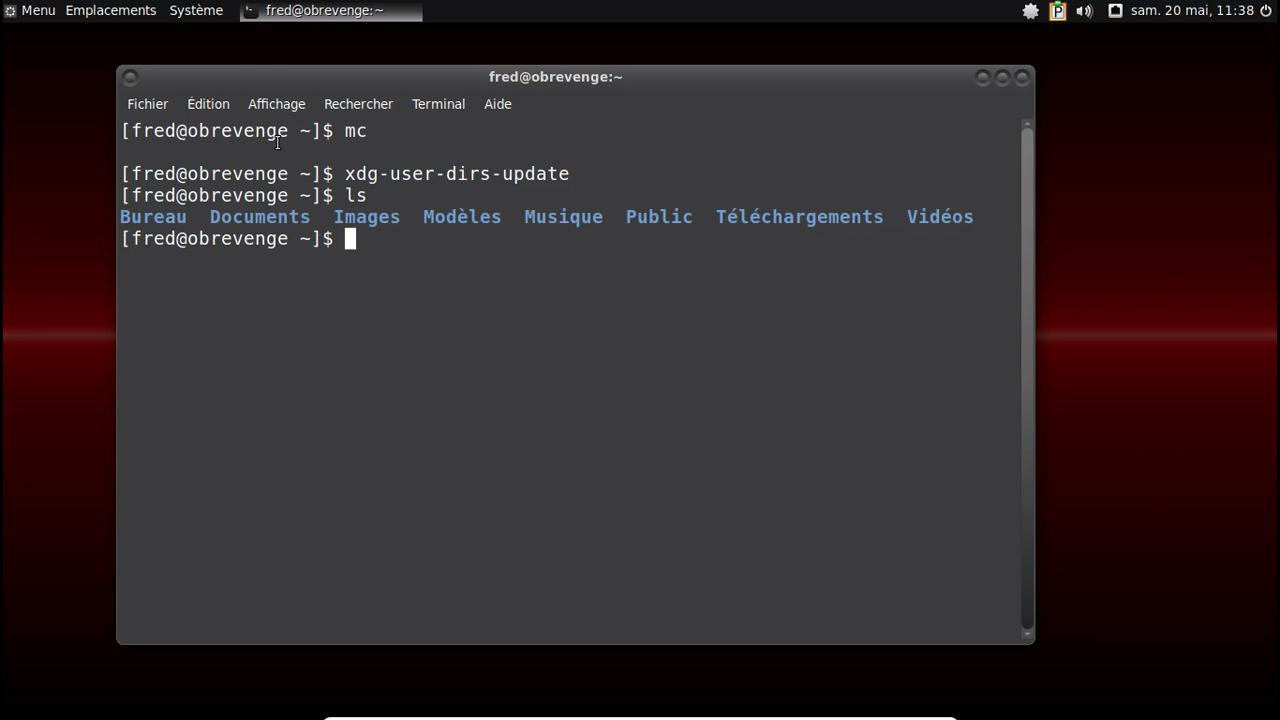 Menu Emplacements Système fred@obrevenge:~ sam. 20 mai, 11:38
fred@obrevenge:~
Fichier Édition Affichage Rechercher Terminal Aide
[fred@obrevenge ~]$ mc
[fred@obrevenge ~]$ xdg-user-dirs-update
[fred@obrevenge ~]$ ls
Bureau Documents Images Modèles Musique Public Téléchargements Vidéos
[fred@obrevenge ~]$